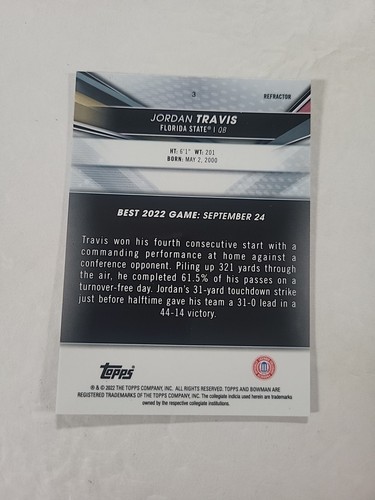 3
REFRACTOR
JORDAN TRAVIS
FLORIDA STATE® | QB
HT: 6'1" WT: 201
BORN: MAY 2, 2000
BEST 2022 GAME: SEPTEMBER 24
Travis won his fourth consecutive start with a
commanding performance at home against a
conference opponent. Piling up 321 yards through
the air, he completed 61.5% of his passes on a
turnover-free day. Jordan's 31-yard touchdown strike
just before halftime gave his team a 31-0 lead in a
44-14 victory.
Topps
® & © 2022 THE TOPPS COMPANY, INC. ALL RIGHTS RESERVED. TOPPS AND BOWMAN ARE
REGISTERED TRADEMARKS OF THE TOPPS COMPANY, INC. The collegiate indicia used herein are trademarks
owned by the respective collegiate institutions.